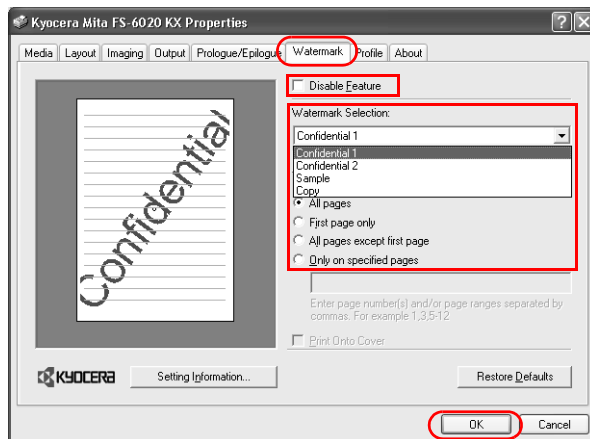 Kyocera Mita FS-6020 KX Properties
Media Layout Imaging Output Prologue/Epilogue Watermark Profile About
Confidential
Disable Feature
Watermark Selection:
Confidential 1
Confidential 1
Confidential 2
Sample
Copy
All pages
First page only
All pages except first page
Only on specified pages
Enter page number(s) and/or page ranges separated by
commas. For example 1,3,5-12
Print Onto Cover
KYOCERA Setting Information... Restore Defaults
OK Cancel